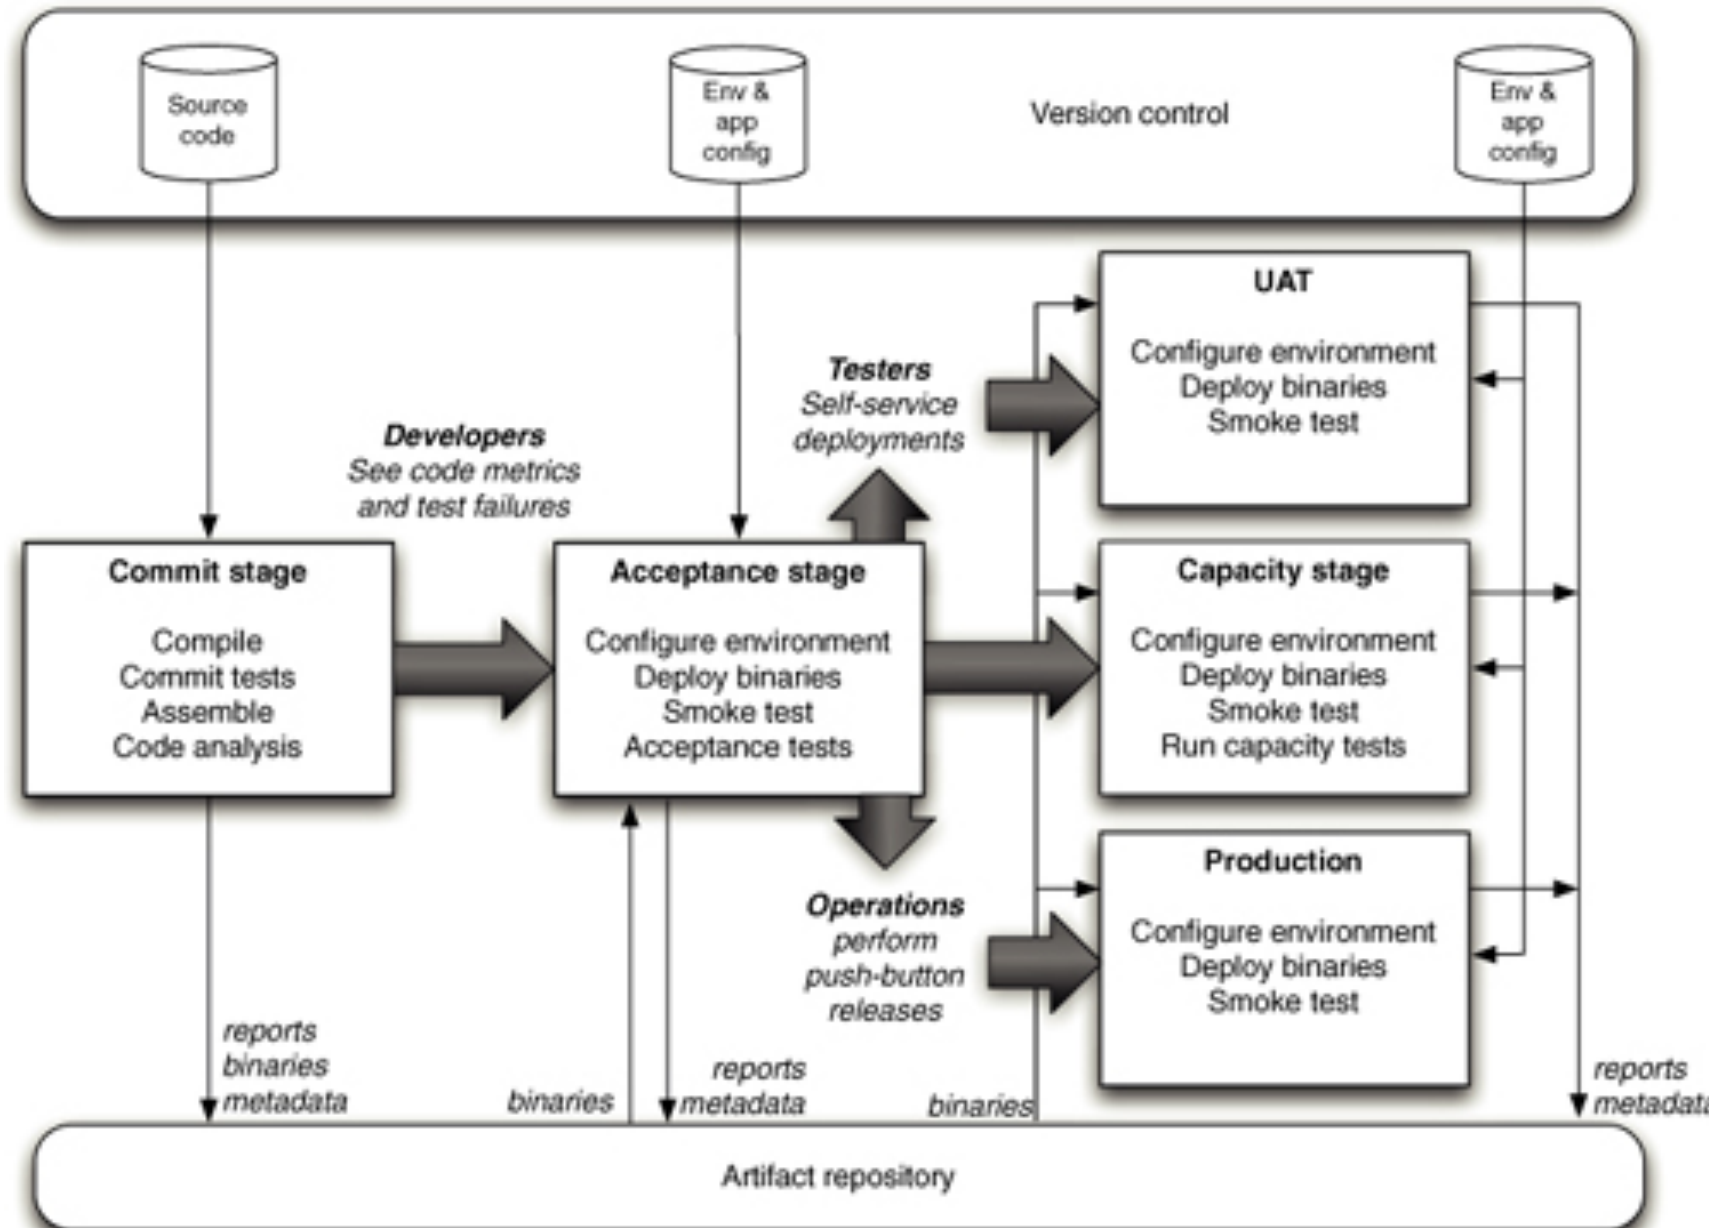 Source
code
Env &
app
config
Version control
Env &
app
config
UAT
Configure environment
Deploy binaries
Smoke test
Testers
Self-service
deployments
Developers
See code metrics
and test failures
Commit stage
Compile
Commit tests
Assemble
Code analysis
Acceptance stage
Configure environment
Deploy binaries
Smoke test
Acceptance tests
Capacity stage
Configure environment
Deploy binaries
Smoke test
Run capacity tests
Operations
perform
push-button
releases
Production
Configure environment
Deploy binaries
Smoke test
reports
binaries
metadata
binaries
reports
metadata
binaries
reports
metadata
Artifact repository